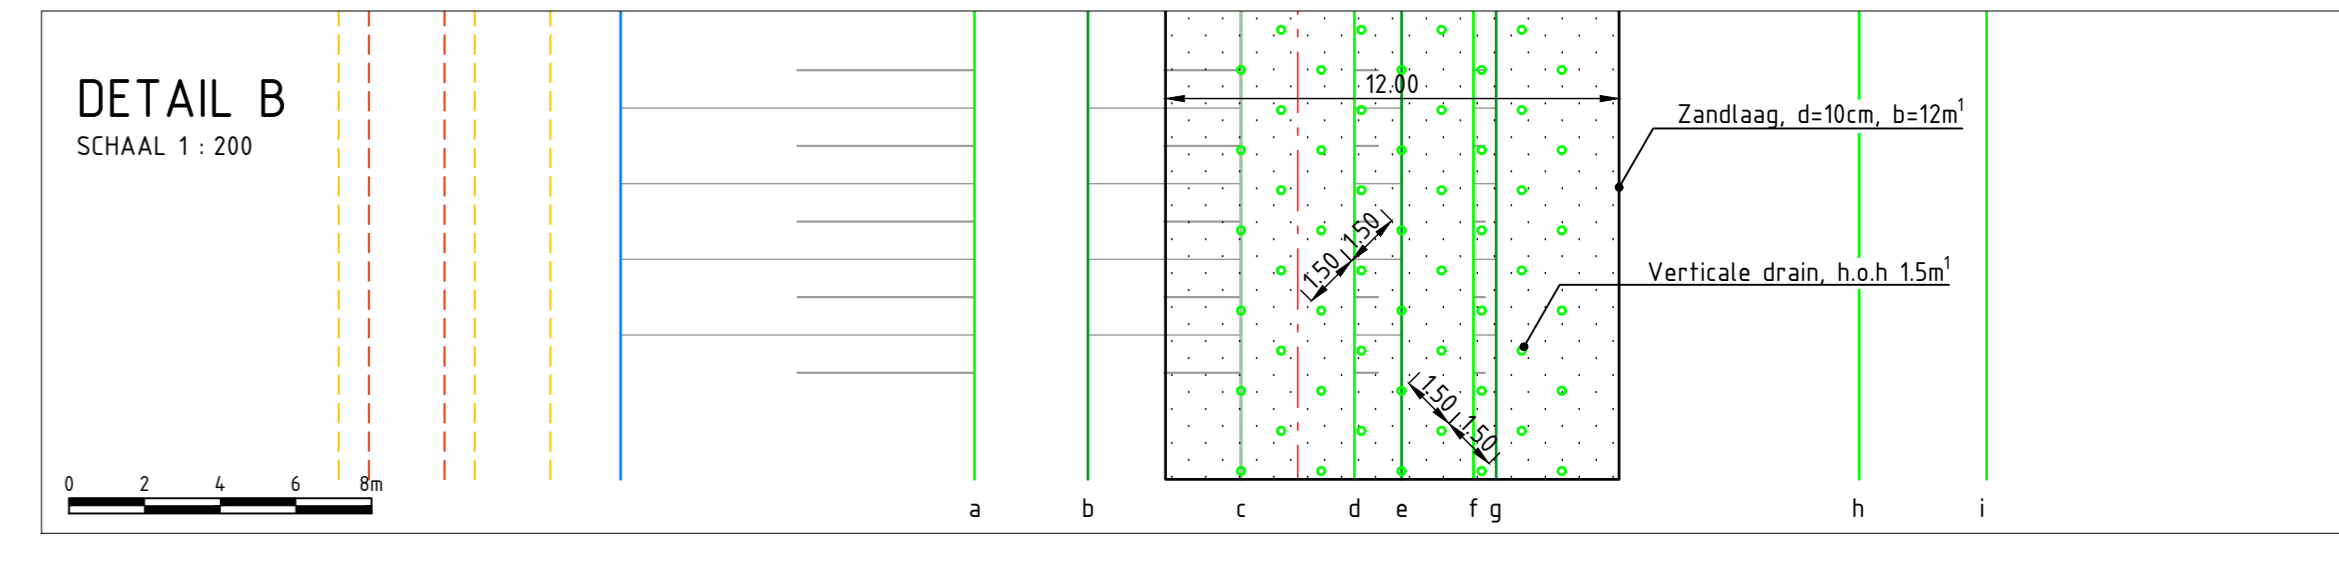 DETAIL B
SCHAAL 1 : 200
12.00
Zandlaag, d=10cm, b=12m¹
1.50 1.50
Verticale drain, h.o.h 1.5m¹
1.50 1.50
0 2 4 6 8m
a b c d e f g h i